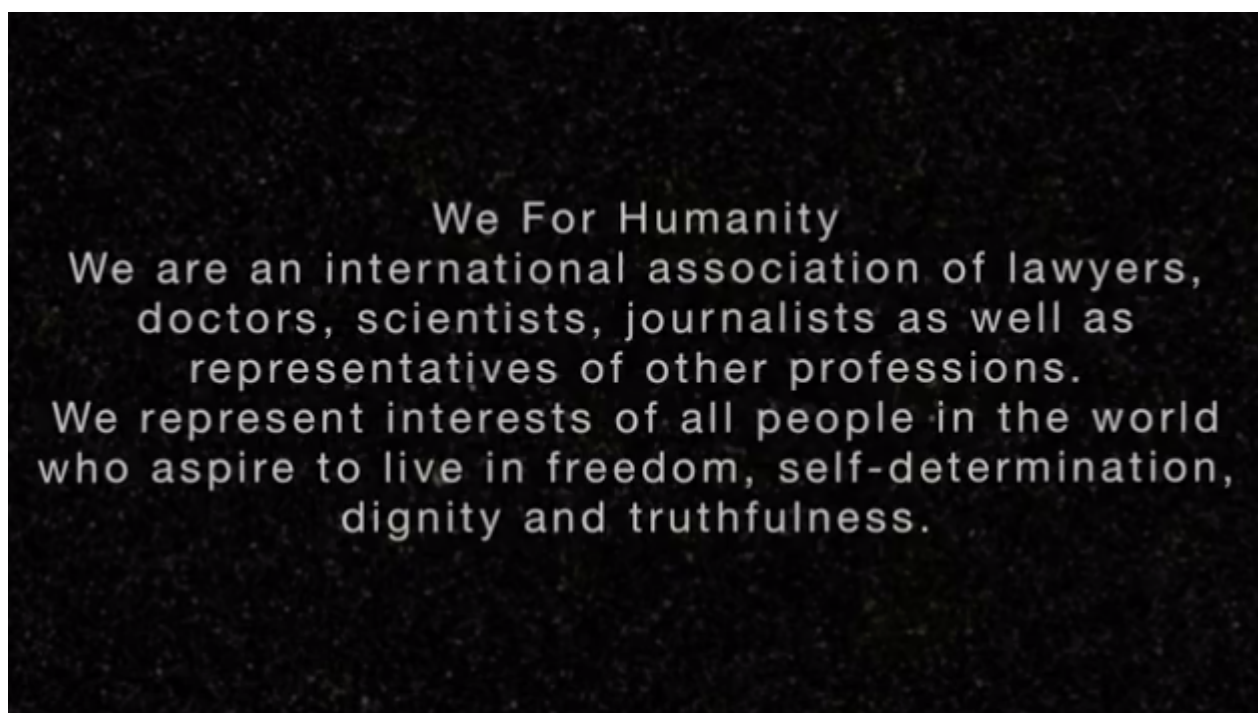 We For Humanity
We are an international association of lawyers,
doctors, scientists, journalists as well as
representatives of other professions.
We represent interests of all people in the world
who aspire to live in freedom, self-determination,
dignity and truthfulness.